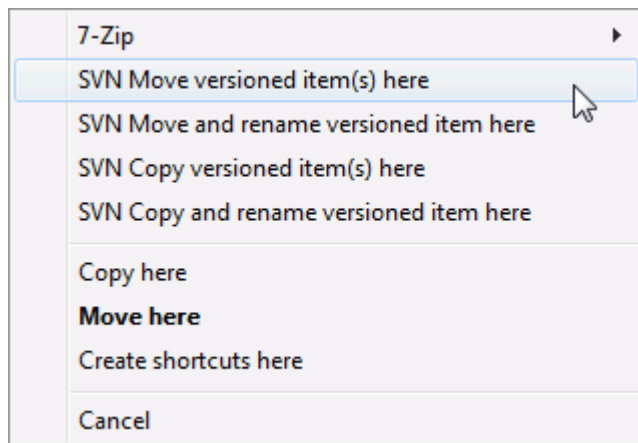 7-Zip
SVN Move versioned item(s) here
SVN Move and rename versioned item here
SVN Copy versioned item(s) here
SVN Copy and rename versioned item here
Copy here
Move here
Create shortcuts here
Cancel